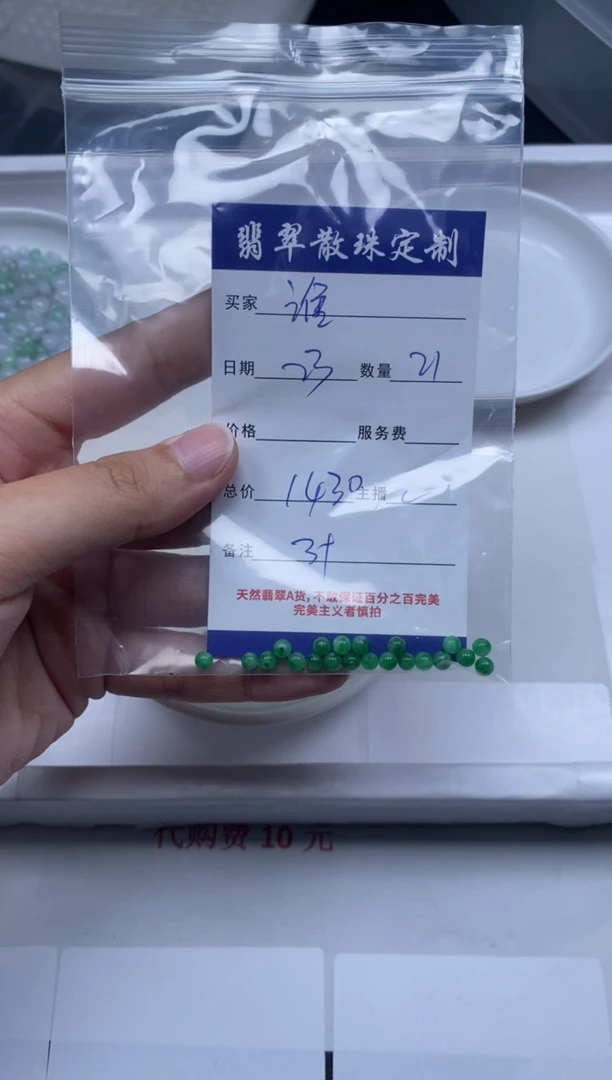 翡翠散珠定制
买家 谁
日期 23 数量 21
价格 服务费
总价 1430 主播
备注 3+
天然翡翠A货,不敢保证百分之百完美
完美主义者慎拍
代购费 10 元